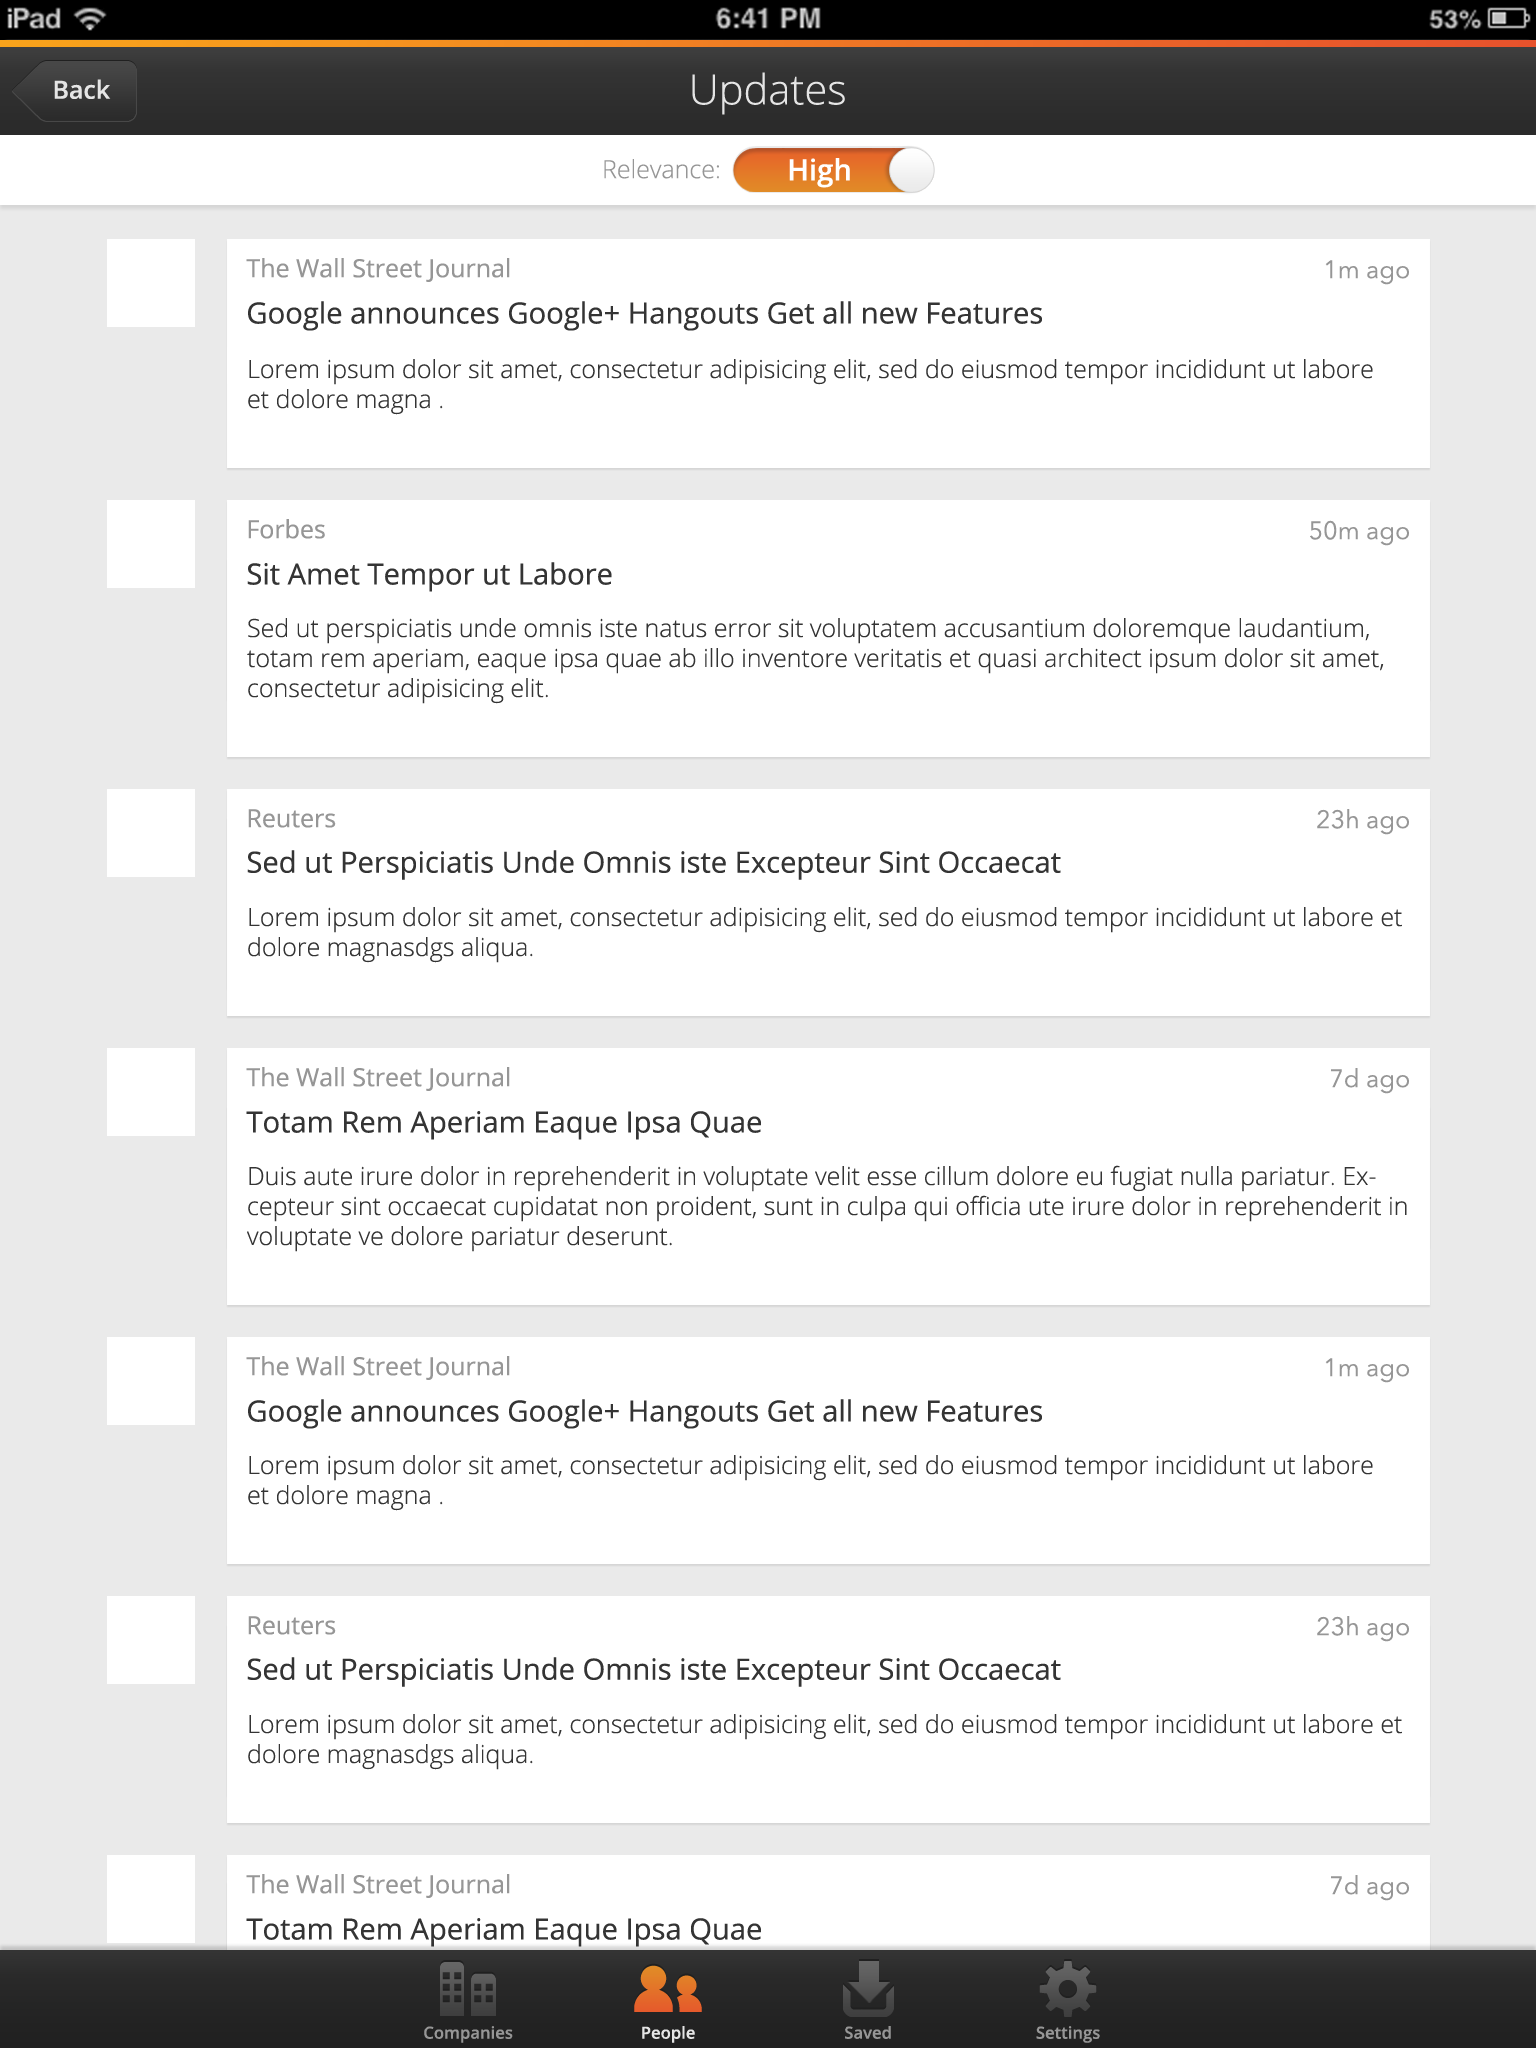 iPad 6:41 PM 53%
Back Updates
Relevance: High
The Wall Street Journal 1m ago
Google announces Google+ Hangouts Get all new Features
Lorem ipsum dolor sit amet, consectetur adipisicing elit, sed do eiusmod tempor incididunt ut labore
et dolore magna .
Forbes 50m ago
Sit Amet Tempor ut Labore
Sed ut perspiciatis unde omnis iste natus error sit voluptatem accusantium doloremque laudantium,
totam rem aperiam, eaque ipsa quae ab illo inventore veritatis et quasi architect ipsum dolor sit amet,
consectetur adipisicing elit.
Reuters 23h ago
Sed ut Perspiciatis Unde Omnis iste Excepteur Sint Occaecat
Lorem ipsum dolor sit amet, consectetur adipisicing elit, sed do eiusmod tempor incididunt ut labore et
dolore magnasdgs aliqua.
The Wall Street Journal 7d ago
Totam Rem Aperiam Eaque Ipsa Quae
Duis aute irure dolor in reprehenderit in voluptate velit esse cillum dolore eu fugiat nulla pariatur. Ex-
cepteur sint occaecat cupidatat non proident, sunt in culpa qui officia ute irure dolor in reprehenderit in
voluptate ve dolore pariatur deserunt.
The Wall Street Journal 1m ago
Google announces Google+ Hangouts Get all new Features
Lorem ipsum dolor sit amet, consectetur adipisicing elit, sed do eiusmod tempor incididunt ut labore
et dolore magna .
Reuters 23h ago
Sed ut Perspiciatis Unde Omnis iste Excepteur Sint Occaecat
Lorem ipsum dolor sit amet, consectetur adipisicing elit, sed do eiusmod tempor incididunt ut labore et
dolore magnasdgs aliqua.
The Wall Street Journal 7d ago
Totam Rem Aperiam Eaque Ipsa Quae
Companies People Saved Settings